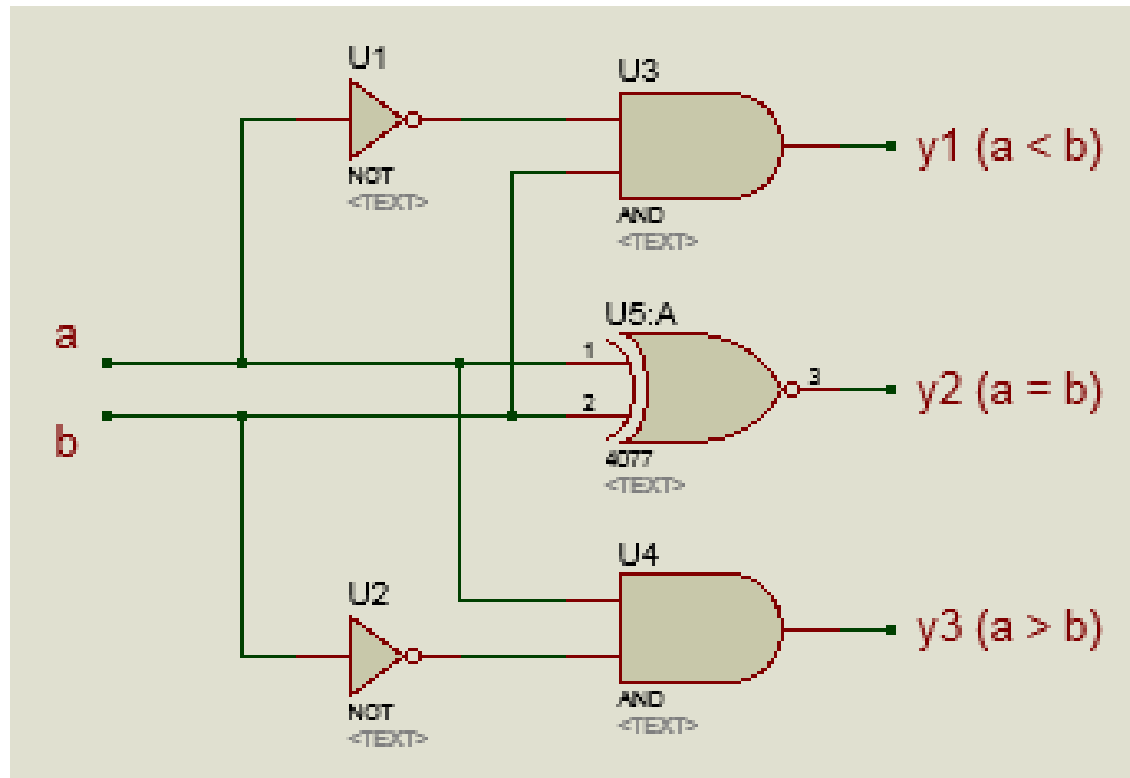 U1
NOT
<TEXT>
U3
AND
<TEXT>
y1 (a < b)
a
b
U5:A
1
2
3
4077
<TEXT>
y2 (a = b)
U2
NOT
<TEXT>
U4
AND
<TEXT>
y3 (a > b)